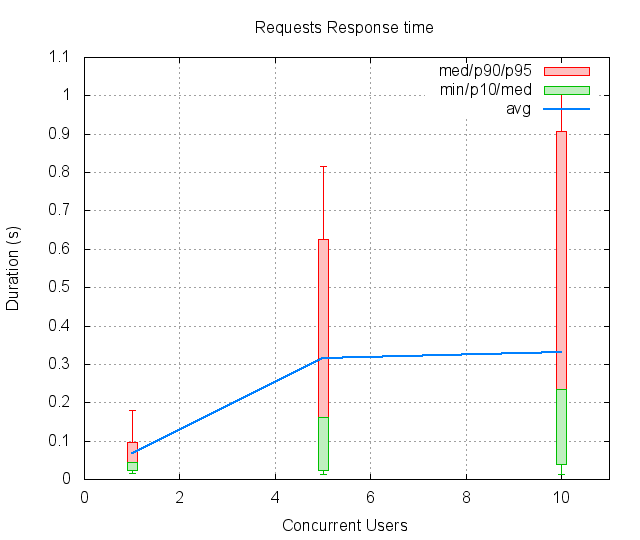 Requests Response time
med/p90/p95
min/p10/med
avg
1.1
1
0.9
0.8
0.7
0.6
0.5
0.4
0.3
0.2
0.1
0
Duration (s)
0 2 4 6 8 10
Concurrent Users